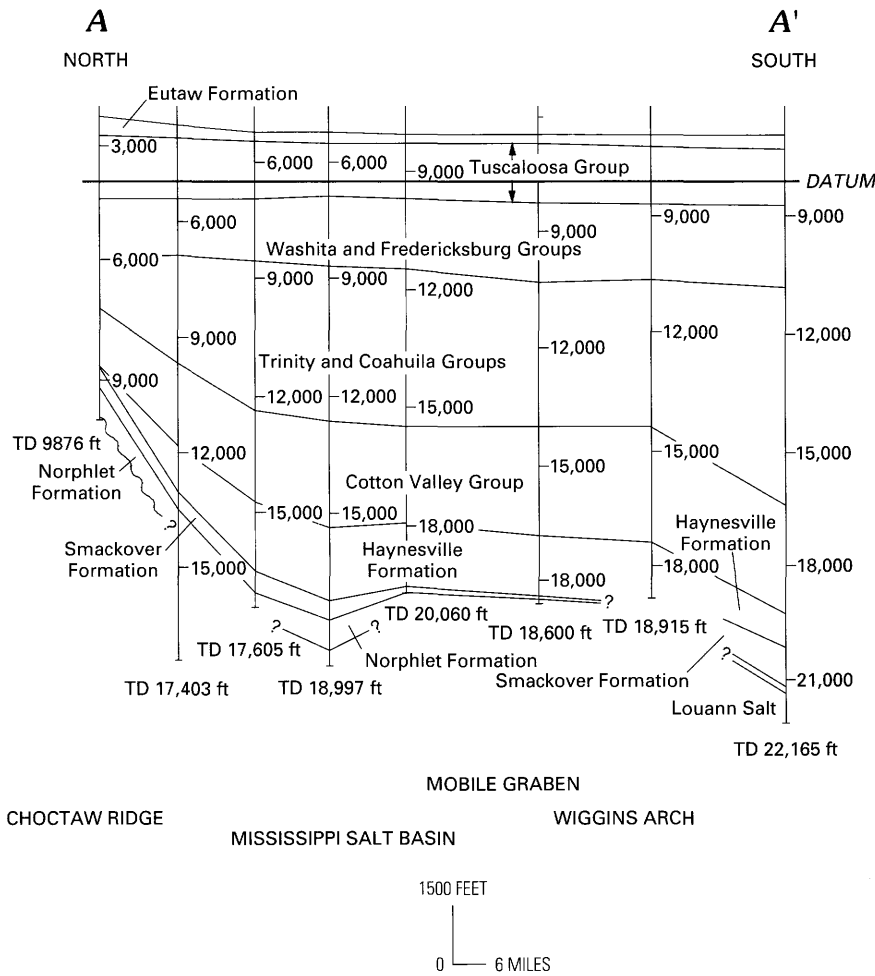 A
A'
NORTH
SOUTH
Eutaw Formation
3,000
6,000
6,000
9,000
Tuscaloosa Group
DATUM
6,000
9,000
9,000
9,000
Washita and Fredericksburg Groups
6,000
9,000
9,000
12,000
9,000
12,000
12,000
12,000
Trinity and Coahuila Groups
9,000
12,000
12,000
15,000
TD 9876 ft
12,000
15,000
15,000
15,000
Norphlet
Formation
Cotton Valley Group
15,000
15,000
18,000
?
Smackover
Formation
Haynesville
Formation
Haynesville
Formation
15,000
18,000
18,000
18,000
?
TD 20,060 ft
TD 18,600 ft
TD 18,915 ft
?
?
TD 17,605 ft
Norphlet Formation
?
Smackover Formation
21,000
TD 17,403 ft
TD 18,997 ft
Louann Salt
TD 22,165 ft
MOBILE GRABEN
CHOCTAW RIDGE
WIGGINS ARCH
MISSISSIPPI SALT BASIN
1500 FEET
0
6 MILES